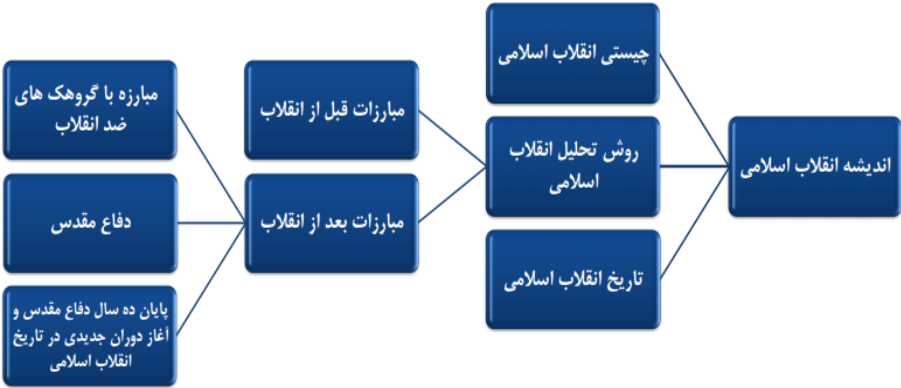 اندیشه انقلاب اسلامی
چیستی انقلاب اسلامی
روش تحلیل انقلاب
اسلامی
تاریخ انقلاب اسلامی
مبارزات قبل از انقلاب
مبارزات بعد از انقلاب
مبارزه با گروهک های
ضد انقلاب
دفاع مقدس
پایان ده سال دفاع مقدس و
آغاز دوران جدیدی در تاریخ
انقلاب اسلامی